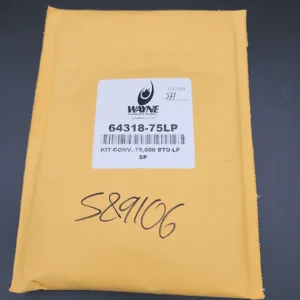 WAYNE
64318-75LP
KIT-CONV.-75,000 BTU-LP
SP
S89106